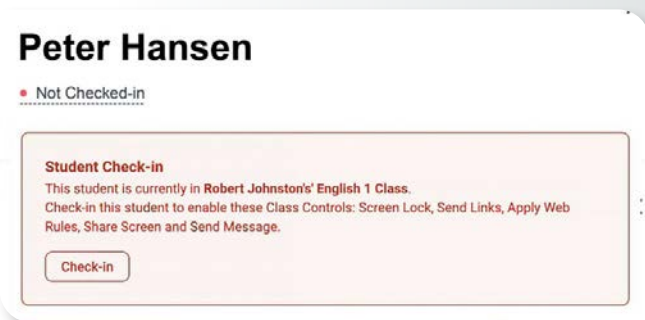 Peter Hansen
Not Checked-in
Student Check-in
This student is currently in Robert Johnston's' English 1 Class.
Check-in this student to enable these Class Controls: Screen Lock, Send Links, Apply Web
Rules, Share Screen and Send Message.
Check-in